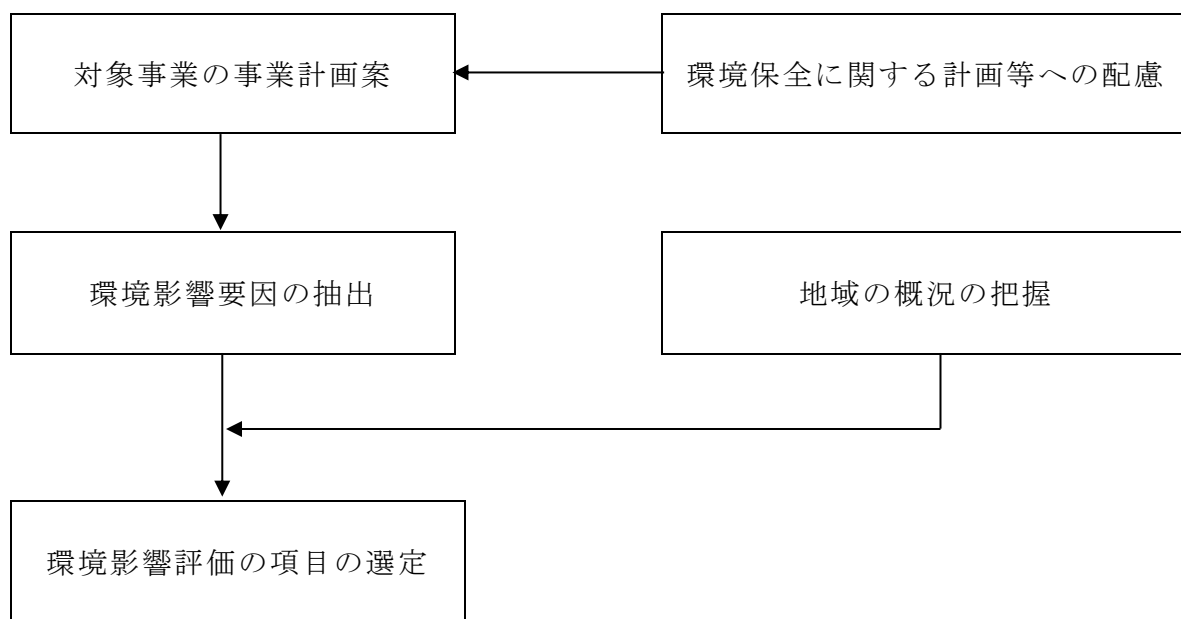 対象事業の事業計画案
環境保全に関する計画等への配慮
環境影響要因の抽出
地域の概況の把握
環境影響評価の項目の選定